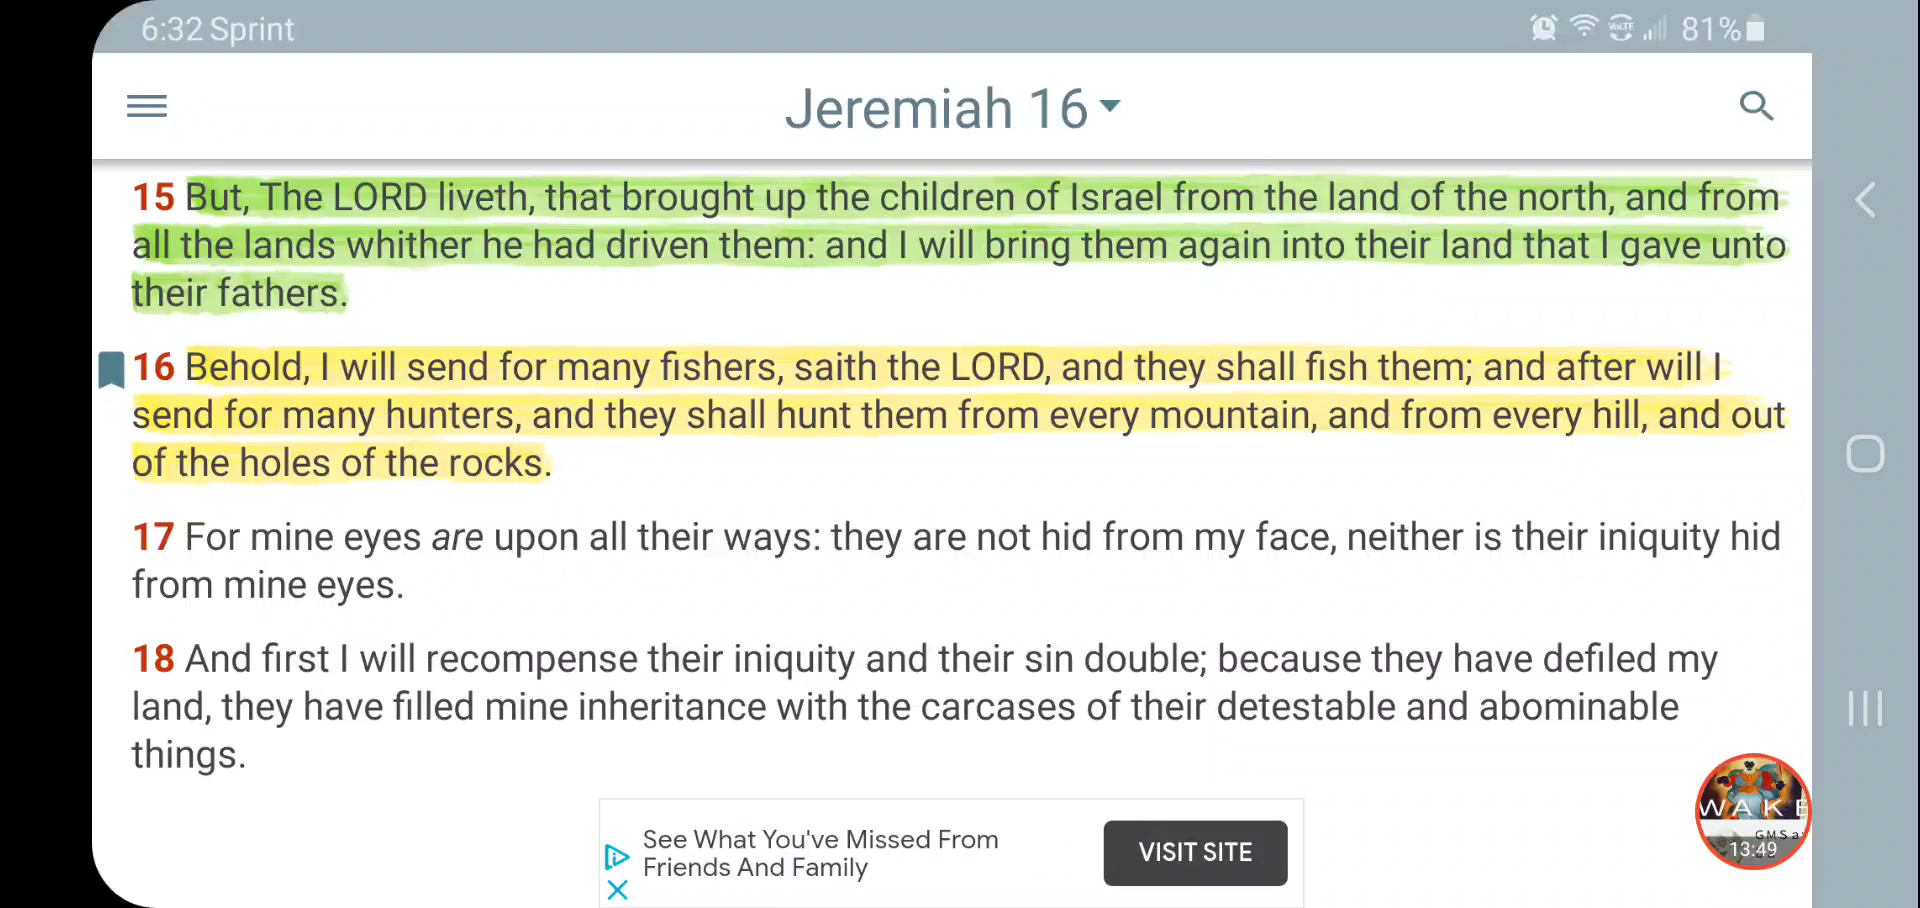 6:32 Sprint
81%
Jeremiah 16
15 But, The LORD liveth, that brought up the children of Israel from the land of the north, and from
all the lands whither he had driven them: and I will bring them again into their land that I gave unto
their fathers.
16 Behold, I will send for many fishers, saith the LORD, and they shall fish them; and after will I
send for many hunters, and they shall hunt them from every mountain, and from every hill, and out
of the holes of the rocks.
17 For mine eyes are upon all their ways: they are not hid from my face, neither is their iniquity hid
from mine eyes.
18 And first I will recompense their iniquity and their sin double; because they have defiled my
land, they have filled mine inheritance with the carcases of their detestable and abominable
things.
See What You've Missed From
Friends And Family
VISIT SITE
WAKE
GMSa
13:49